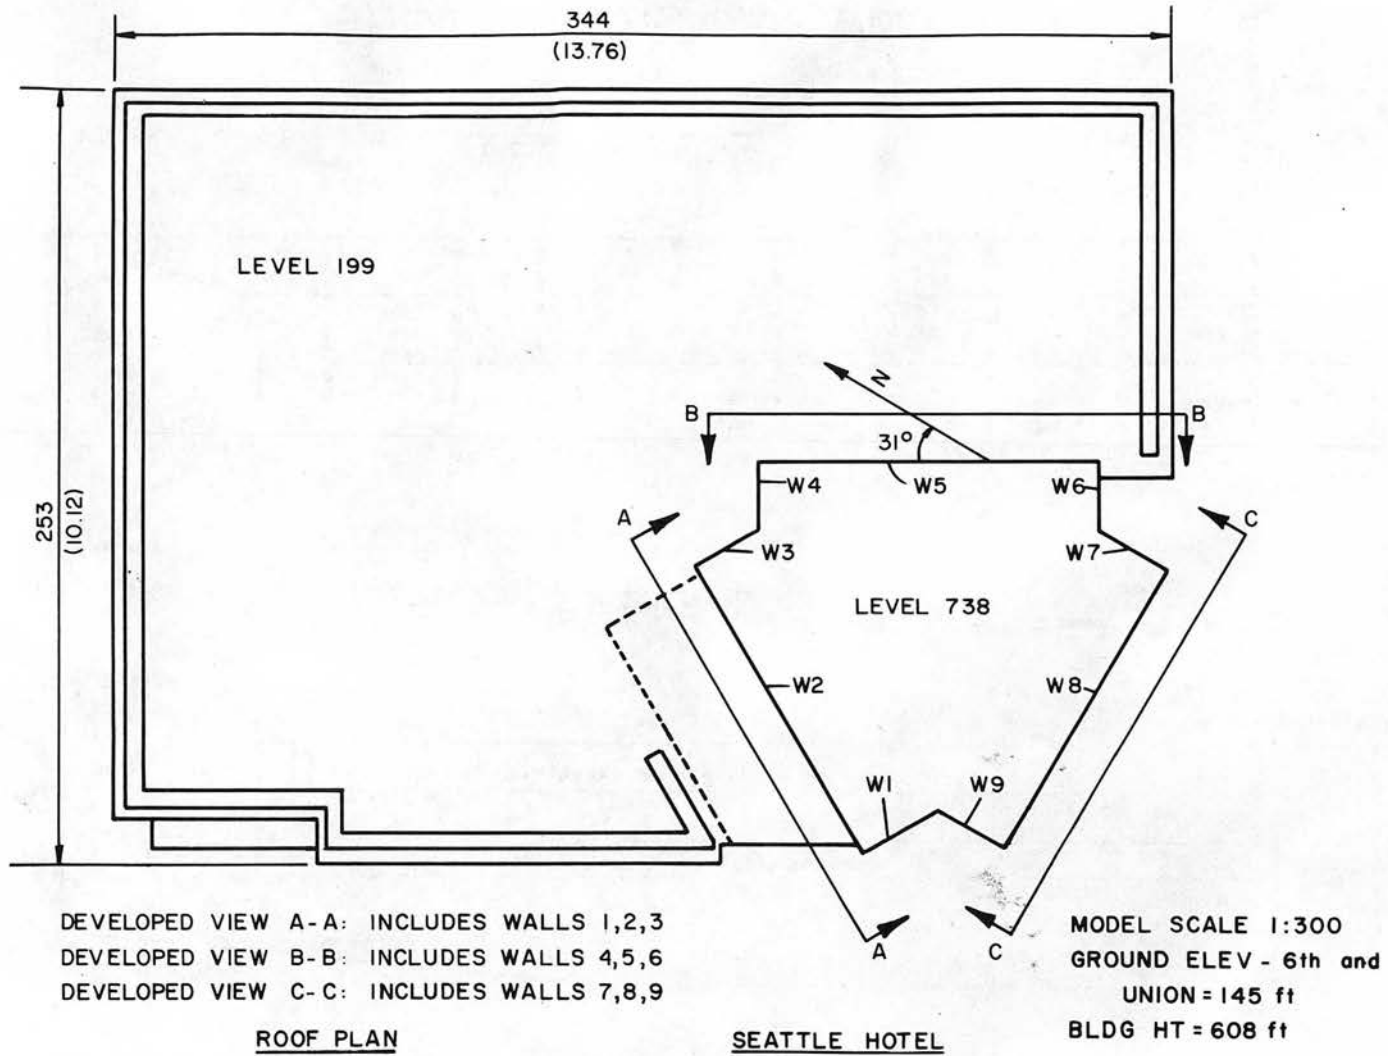 344
(13.76)
LEVEL 199
N
B
B
31°
W4
W5
W6
A
C
253
(10.12)
W3
W7
LEVEL 738
W2
W8
W1
W9
A
C
DEVELOPED VIEW A-A: INCLUDES WALLS 1,2,3
DEVELOPED VIEW B-B: INCLUDES WALLS 4,5,6
DEVELOPED VIEW C-C: INCLUDES WALLS 7,8,9
MODEL SCALE 1:300
GROUND ELEV - 6th and
UNION = 145 ft
BLDG HT = 608 ft
ROOF PLAN
SEATTLE HOTEL